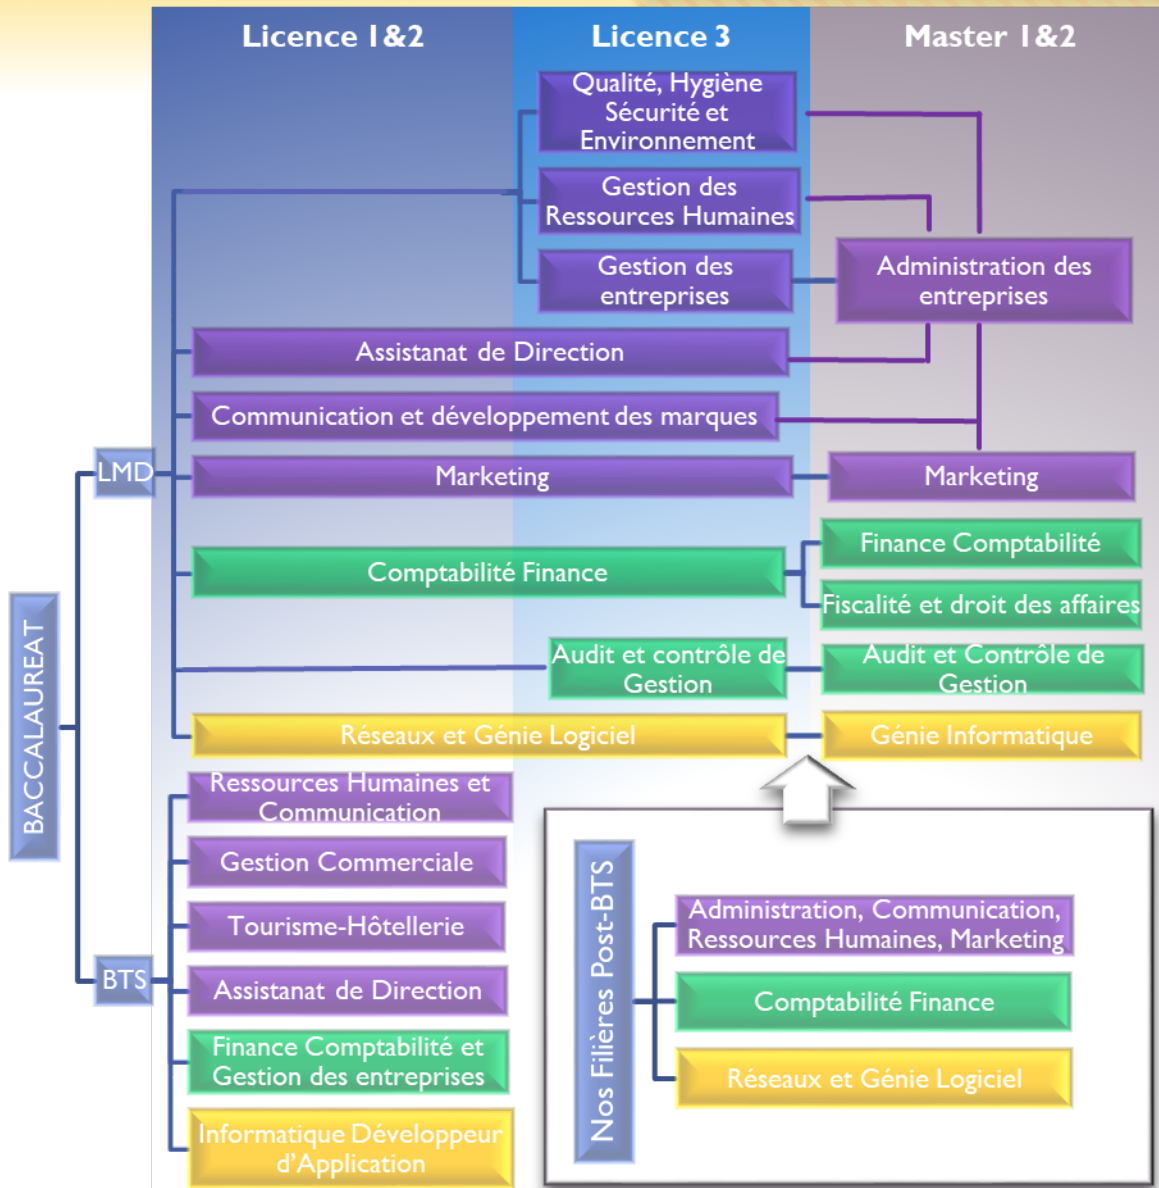 Licence 1&2
Licence 3
Master 1&2
Qualité, Hygiène
Sécurité et
Environnement
Gestion des
Ressources Humaines
Gestion des
entreprises
Administration des
entreprises
Assistanat de Direction
Communication et développement des marques
LMD
Marketing
Marketing
Comptabilité Finance
Finance Comptabilité
Fiscalité et droit des affaires
Audit et contrôle de
Gestion
Audit et Contrôle de
Gestion
Réseaux et Génie Logiciel
Génie Informatique
BACCALAUREAT
BTS
Ressources Humaines et
Communication
Gestion Commerciale
Tourisme-Hôtellerie
Assistanat de Direction
Finance Comptabilité et
Gestion des entreprises
Informatique Développeur
d'Application
Nos Filières Post-BTS
Administration, Communication,
Ressources Humaines, Marketing
Comptabilité Finance
Réseaux et Génie Logiciel